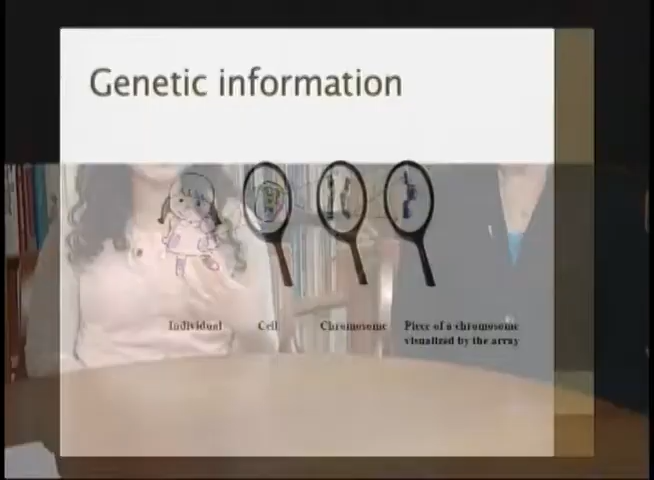 Genetic information
Individual
Cell
Chromosome
Piece of a chromosome
visualized by the array